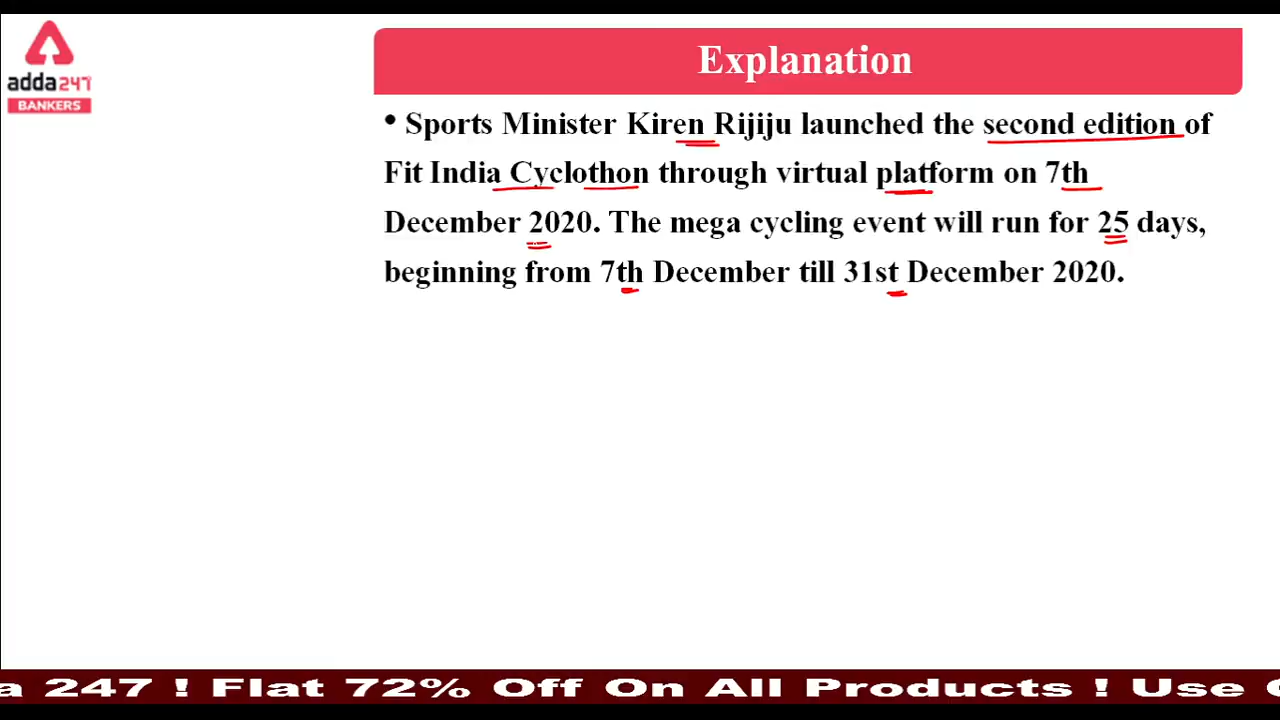 adda247
BANKERS
Explanation
• Sports Minister Kiren Rijiju launched the second edition of
Fit India Cyclothon through virtual platform on 7th
December 2020. The mega cycling event will run for 25 days,
beginning from 7th December till 31st December 2020.
a 247 ! Flat 72% Off On All Products ! Use